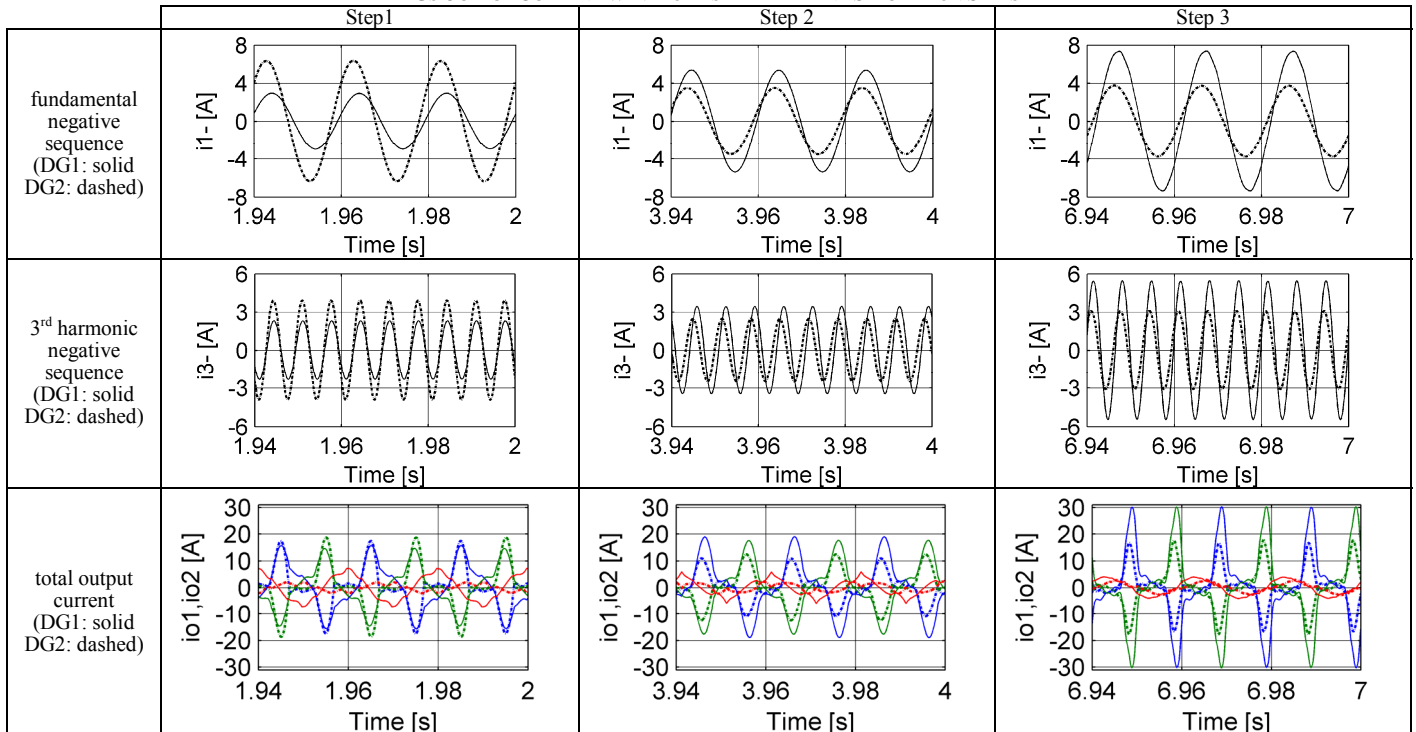 Step1
Step 2
Step 3
fundamental
negative
sequence
(DG1: solid
DG2: dashed)
i1- [A]
8
4
0
-4
-8
1.94
1.96
1.98
2
Time [s]
i1- [A]
8
4
0
-4
-8
3.94
3.96
3.98
4
Time [s]
i1- [A]
8
4
0
-4
-8
6.94
6.96
6.98
7
Time [s]
3rd harmonic
negative
sequence
(DG1: solid
DG2: dashed)
i3- [A]
6
3
0
-3
-6
1.94
1.96
1.98
2
Time [s]
i3- [A]
6
3
0
-3
-6
3.94
3.96
3.98
4
Time [s]
i3- [A]
6
3
0
-3
-6
6.94
6.96
6.98
7
Time [s]
total output
current
(DG1: solid
DG2: dashed)
io1,io2 [A]
30
20
10
0
-10
-20
-30
1.94
1.96
1.98
2
Time [s]
io1,io2 [A]
30
20
10
0
-10
-20
-30
3.94
3.96
3.98
4
Time [s]
io1,io2 [A]
30
20
10
0
-10
-20
-30
6.94
6.96
6.98
7
Time [s]